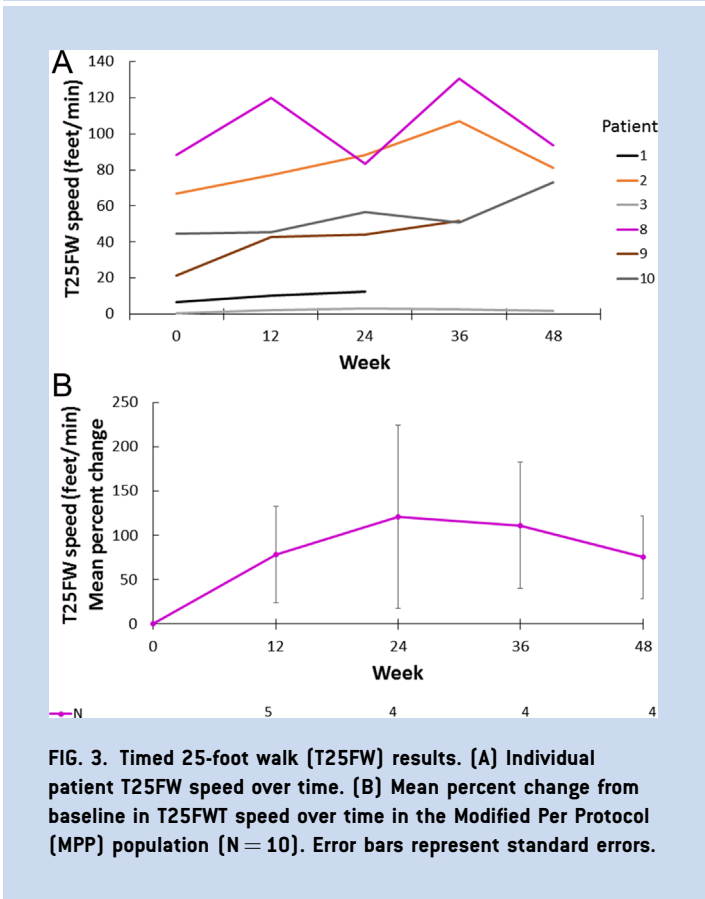 A
T25FW speed (feet/min)
140
120
100
80
60
40
20
0
0 12 24 36 48
Week
Patient
1
2
3
8
9
10
B
T25FW speed (feet/min)
Mean percent change
250
200
150
100
50
0
0 12 24 36 48
Week
N 5 4 4 4
FIG. 3. Timed 25-foot walk (T25FW) results. (A) Individual
patient T25FW speed over time. (B) Mean percent change from
baseline in T25FWT speed over time in the Modified Per Protocol
(MPP) population (N = 10). Error bars represent standard errors.